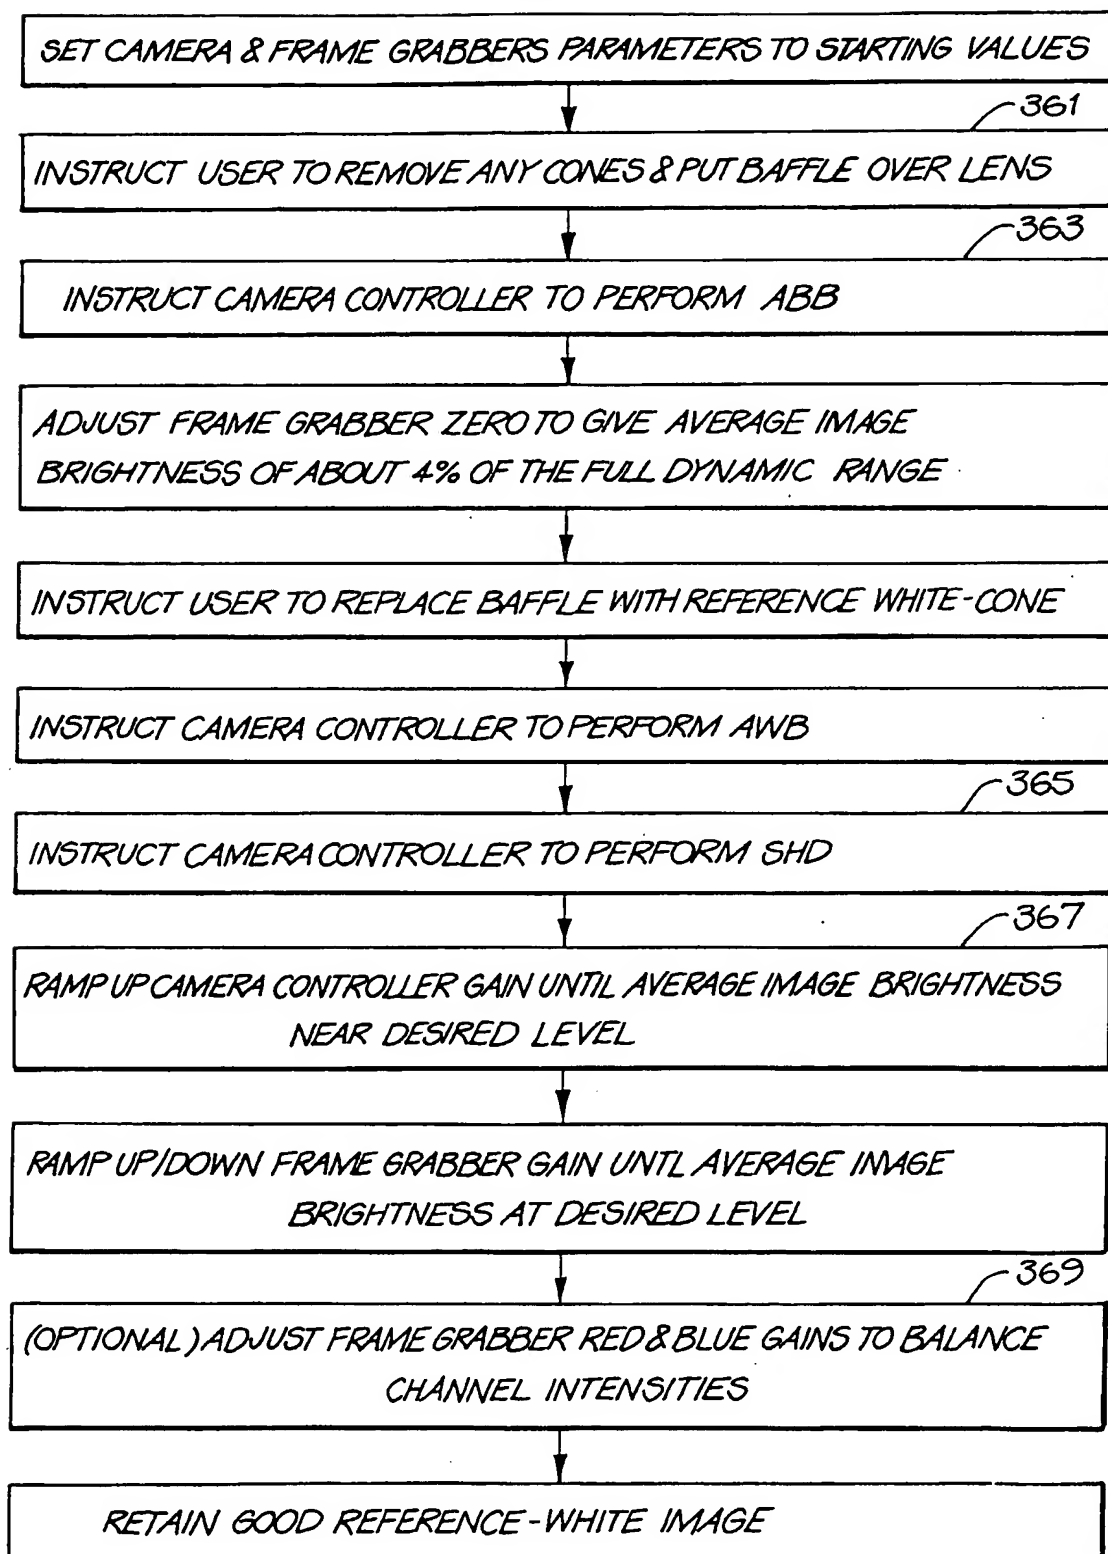 SET CAMERA & FRAME GRABBERS PARAMETERS TO STARTING VALUES
361
INSTRUCT USER TO REMOVE ANY CONES & PUT BAFFLE OVER LENS
363
INSTRUCT CAMERA CONTROLLER TO PERFORM ABB
ADJUST FRAME GRABBER ZERO TO GIVE AVERAGE IMAGE
BRIGHTNESS OF ABOUT 4% OF THE FULL DYNAMIC RANGE
INSTRUCT USER TO REPLACE BAFFLE WITH REFERENCE WHITE-CONE
INSTRUCT CAMERA CONTROLLER TO PERFORM AWB
365
INSTRUCT CAMERA CONTROLLER TO PERFORM SHD
367
RAMP UP CAMERA CONTROLLER GAIN UNTIL AVERAGE IMAGE BRIGHTNESS
NEAR DESIRED LEVEL
RAMP UP/DOWN FRAME GRABBER GAIN UNTL AVERAGE IMAGE
BRIGHTNESS AT DESIRED LEVEL
369
(OPTIONAL) ADJUST FRAME GRABBER RED & BLUE GAINS TO BALANCE
CHANNEL INTENSITIES
RETAIN GOOD REFERENCE-WHITE IMAGE